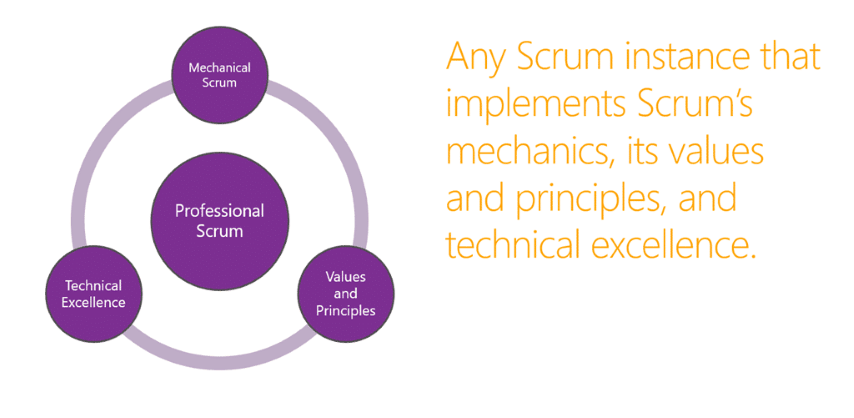 Mechanical
Scrum
Professional
Scrum
Technical
Excellence
Values
and
Principles
Any Scrum instance that
implements Scrum‘s
mechanics, its values
and principles, and
technical excellence.